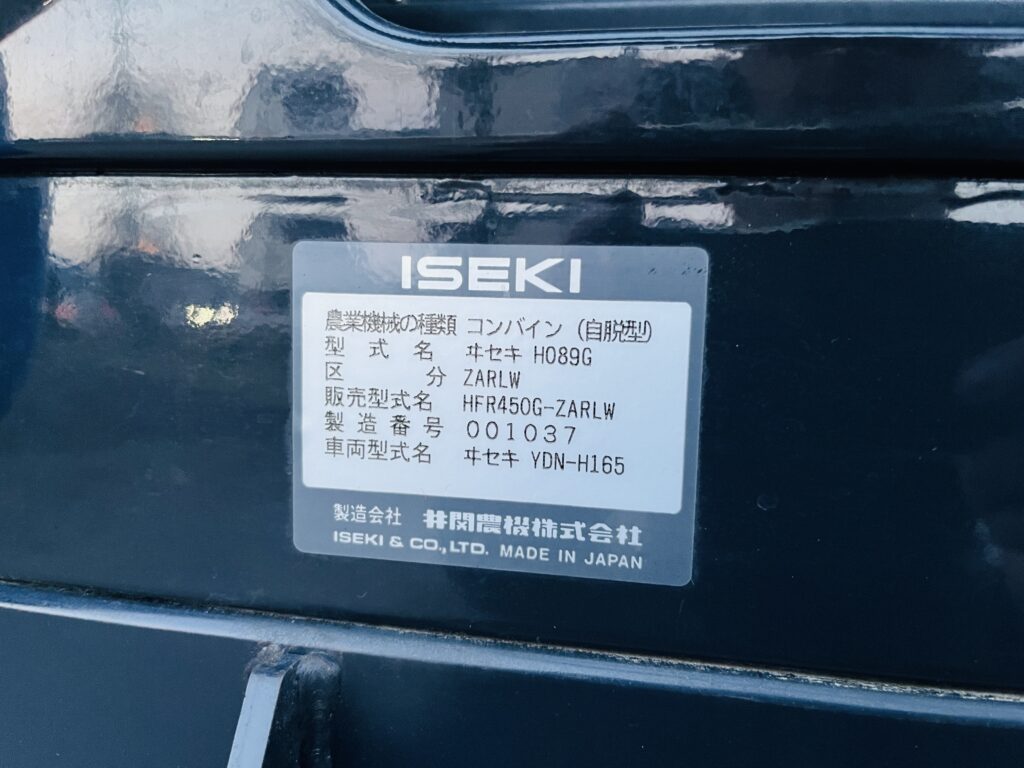 ISEKI
農業機械の種類 コンバイン (自脱型)
型式名 ヰセキ H089G
区分 ZARLW
販売型式名 HFR450G-ZARLW
製造番号 001037
車両型式名 ヰセキ YDN-H165
製造会社 井関農機株式会社
ISEKI & CO., LTD. MADE IN JAPAN